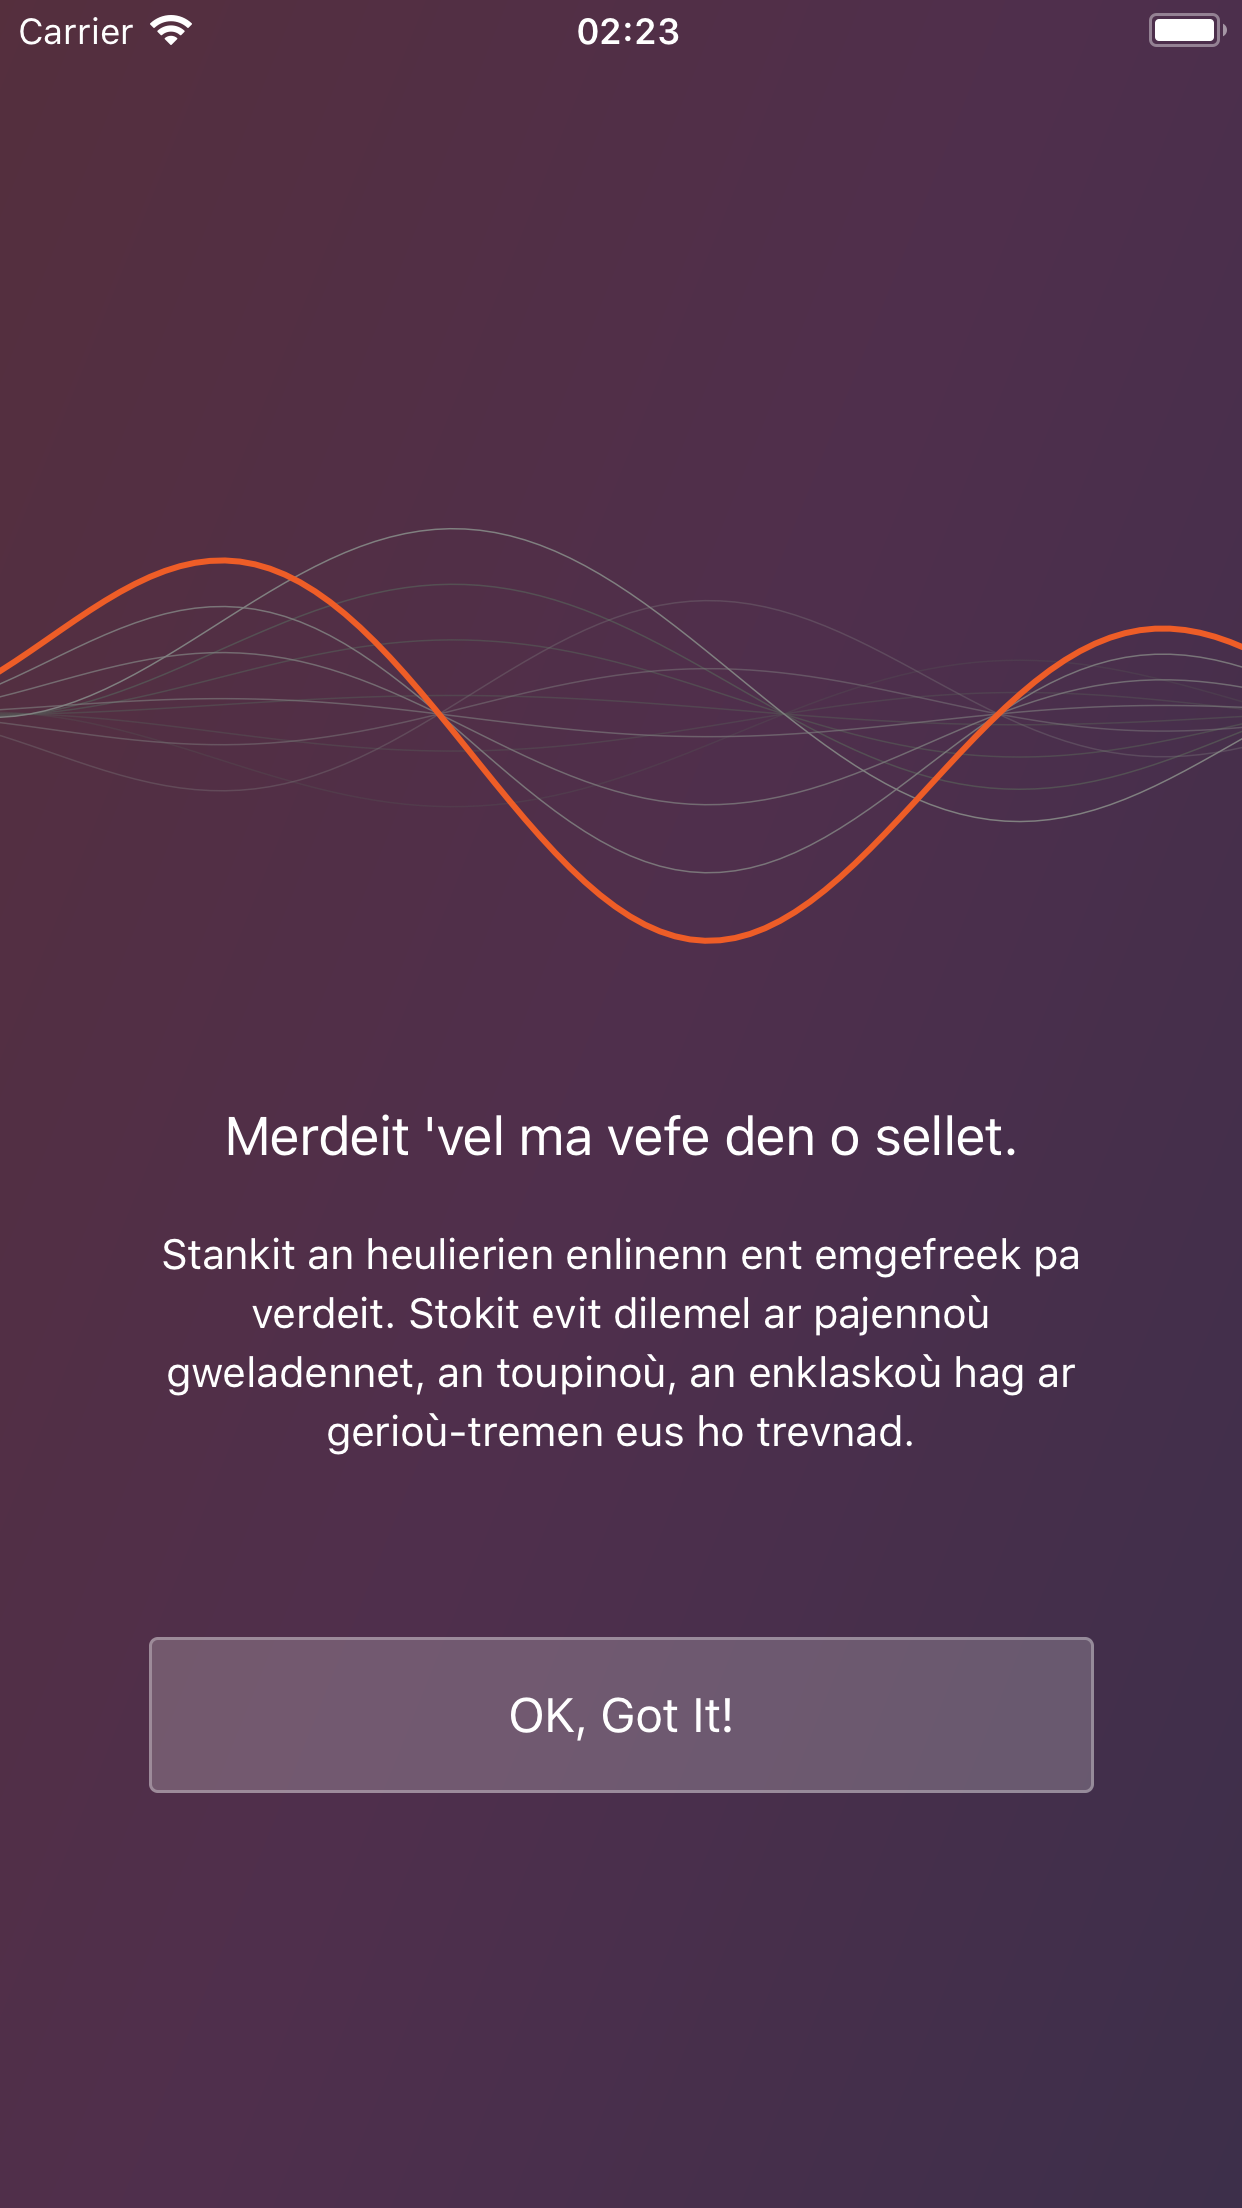 Carrier 02:23
Merdeit 'vel ma vefe den o sellet.
Stankit an heulierien enlinenn ent emgefreek pa
verdeit. Stokit evit dilemel ar pajennoù
gweladennet, an toupinoù, an enklaskoù hag ar
gerioù-tremen eus ho trevnad.
OK, Got It!